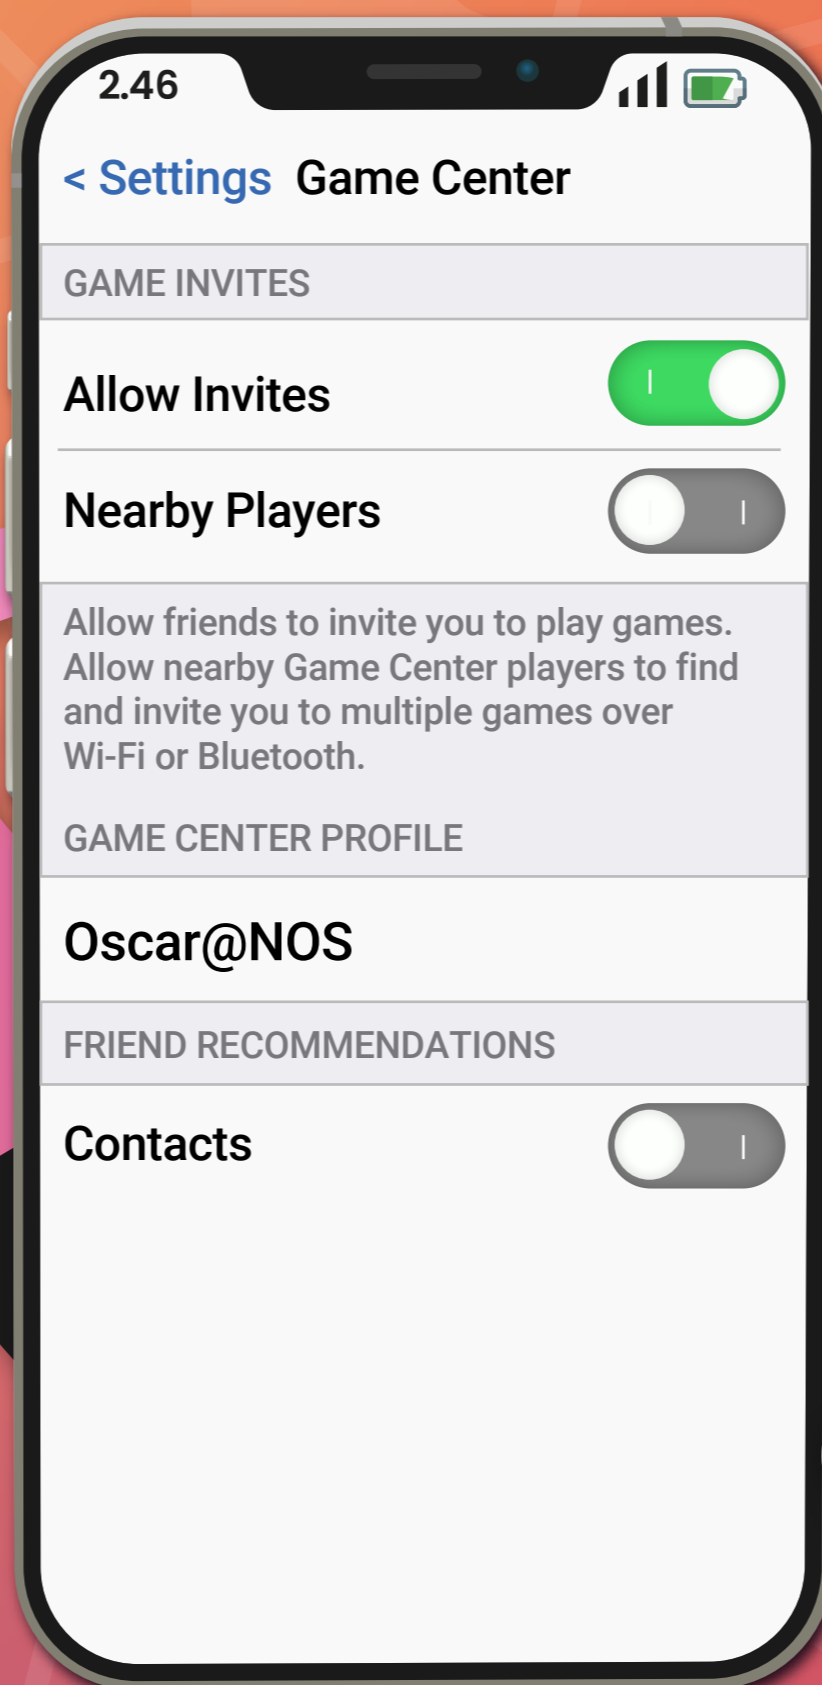 2.46
< Settings Game Center
GAME INVITES
Allow Invites
Nearby Players
Allow friends to invite you to play games.
Allow nearby Game Center players to find
and invite you to multiple games over
Wi-Fi or Bluetooth.
GAME CENTER PROFILE
Oscar@NOS
FRIEND RECOMMENDATIONS
Contacts